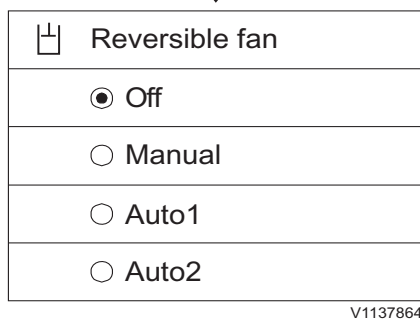 Reversible fan
Off
Manual
Auto1
Auto2
V1137864